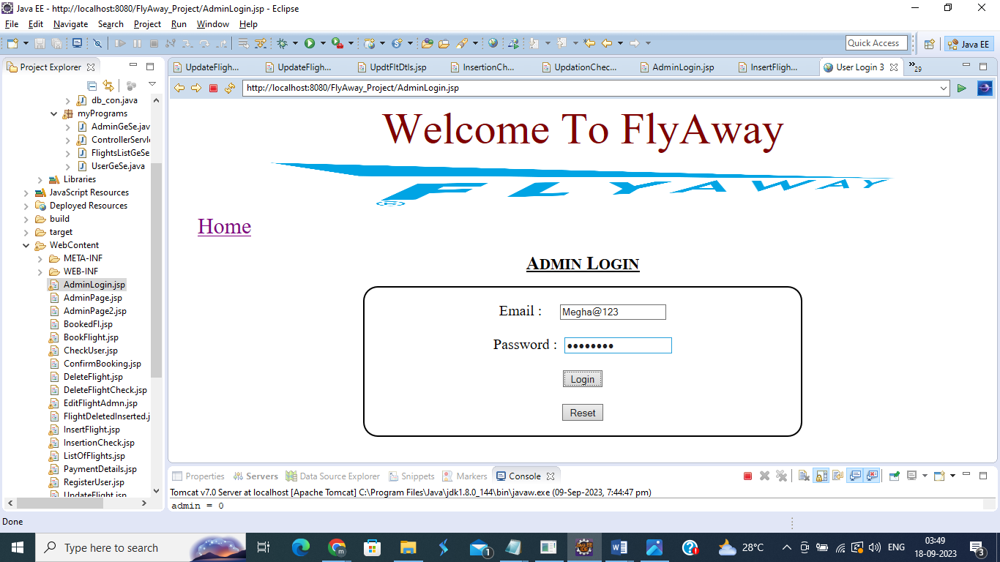 Java EE - http://localhost:8080/FlyAway_Project/AdminLogin.jsp - Eclipse
File Edit Navigate Search Project Run Window Help
Quick Access
Java EE
Project Explorer
UpdateFligh...
UpdateFligh...
UpdtFltDtls.jsp
InsertionCh...
UpdationChec...
AdminLogin.jsp
InsertFligh...
User Login 3
29
http://localhost:8080/FlyAway_Project/AdminLogin.jsp
db_con.java
myPrograms
AdminGeSe.jav
ControllerServl
FlightsListGeSe
UserGeSe.java
Libraries
JavaScript Resources
Deployed Resources
build
target
WebContent
META-INF
WEB-INF
AdminLogin.jsp
AdminPage.jsp
AdminPage2.jsp
BookedFl.jsp
BookFlight.jsp
CheckUser.jsp
ConfirmBooking.jsp
DeleteFlight.jsp
DeleteFlightCheck.jsp
EditFlightAdmn.jsp
FlightDeletedInserted.j
InsertFlight.jsp
InsertionCheck.jsp
ListOfFlights.jsp
PaymentDetails.jsp
RegisterUser.jsp
UpdateFlight.jsp
Welcome To FlyAway
FLYAWAY
®
Home
ADMIN LOGIN
Email : Megha@123
Password : ••••••••
Login
Reset
Properties Servers Data Source Explorer Snippets Markers Console
Tomcat v7.0 Server at localhost [Apache Tomcat] C:\Program Files\Java\jdk1.8.0_144\bin\javaw.exe (09-Sep-2023, 7:44:47 pm)
admin = 0
Done
Type here to search
1
28°C
ENG
03:49
18-09-2023
3